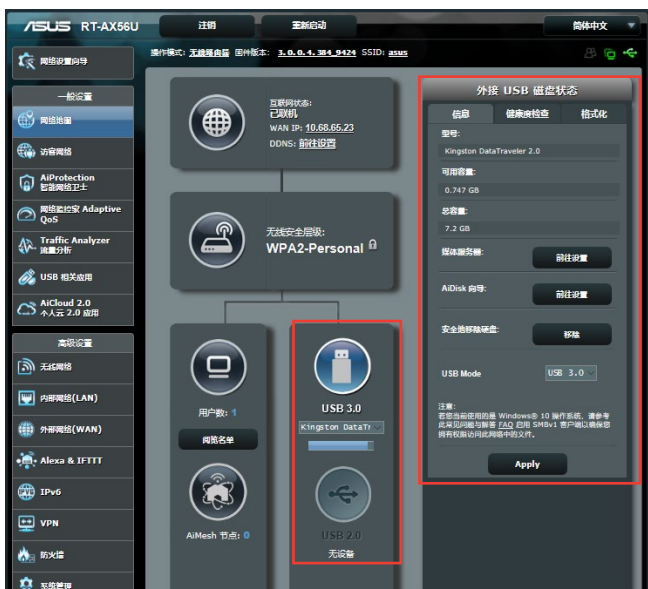 ASUS RT-AX56U
注销
重新启动
简体中文
操作模式: 无线路由器 固件版本: 3.0.0.4.384_9424 SSID: asus
网络设置向导
一般设置
网络地图
访客网络
AiProtection
智能网络卫士
网络监控家 Adaptive
QoS
Traffic Analyzer
流量分析
USB 相关应用
AiCloud 2.0
个人云 2.0 应用
高级设置
无线网络
内部网络(LAN)
外部网络(WAN)
Alexa & IFTTT
IPv6
VPN
防火墙
系统管理
互联网状态:
已联机
WAN IP: 10.68.65.23
DDNS: 前往设置
无线安全层级:
WPA2-Personal
用户数: 1
阅览名单
AiMesh 节点: 0
USB 3.0
Kingston DataTr
USB 2.0
无设备
外接 USB 磁盘状态
信息
健康度检查
格式化
型号:
Kingston DataTraveler 2.0
可用容量:
0.747 GB
总容量:
7.2 GB
媒体服务器:
前往设置
AiDisk 向导:
前往设置
安全地移除硬盘:
移除
USB Mode
USB 3.0
注意:
若您当前使用的是 Windows® 10 操作系统，请参考
此常见问题与解答 FAQ 启用 SMBv1 客户端以确保您
拥有权限访问此网络中的文件。
Apply